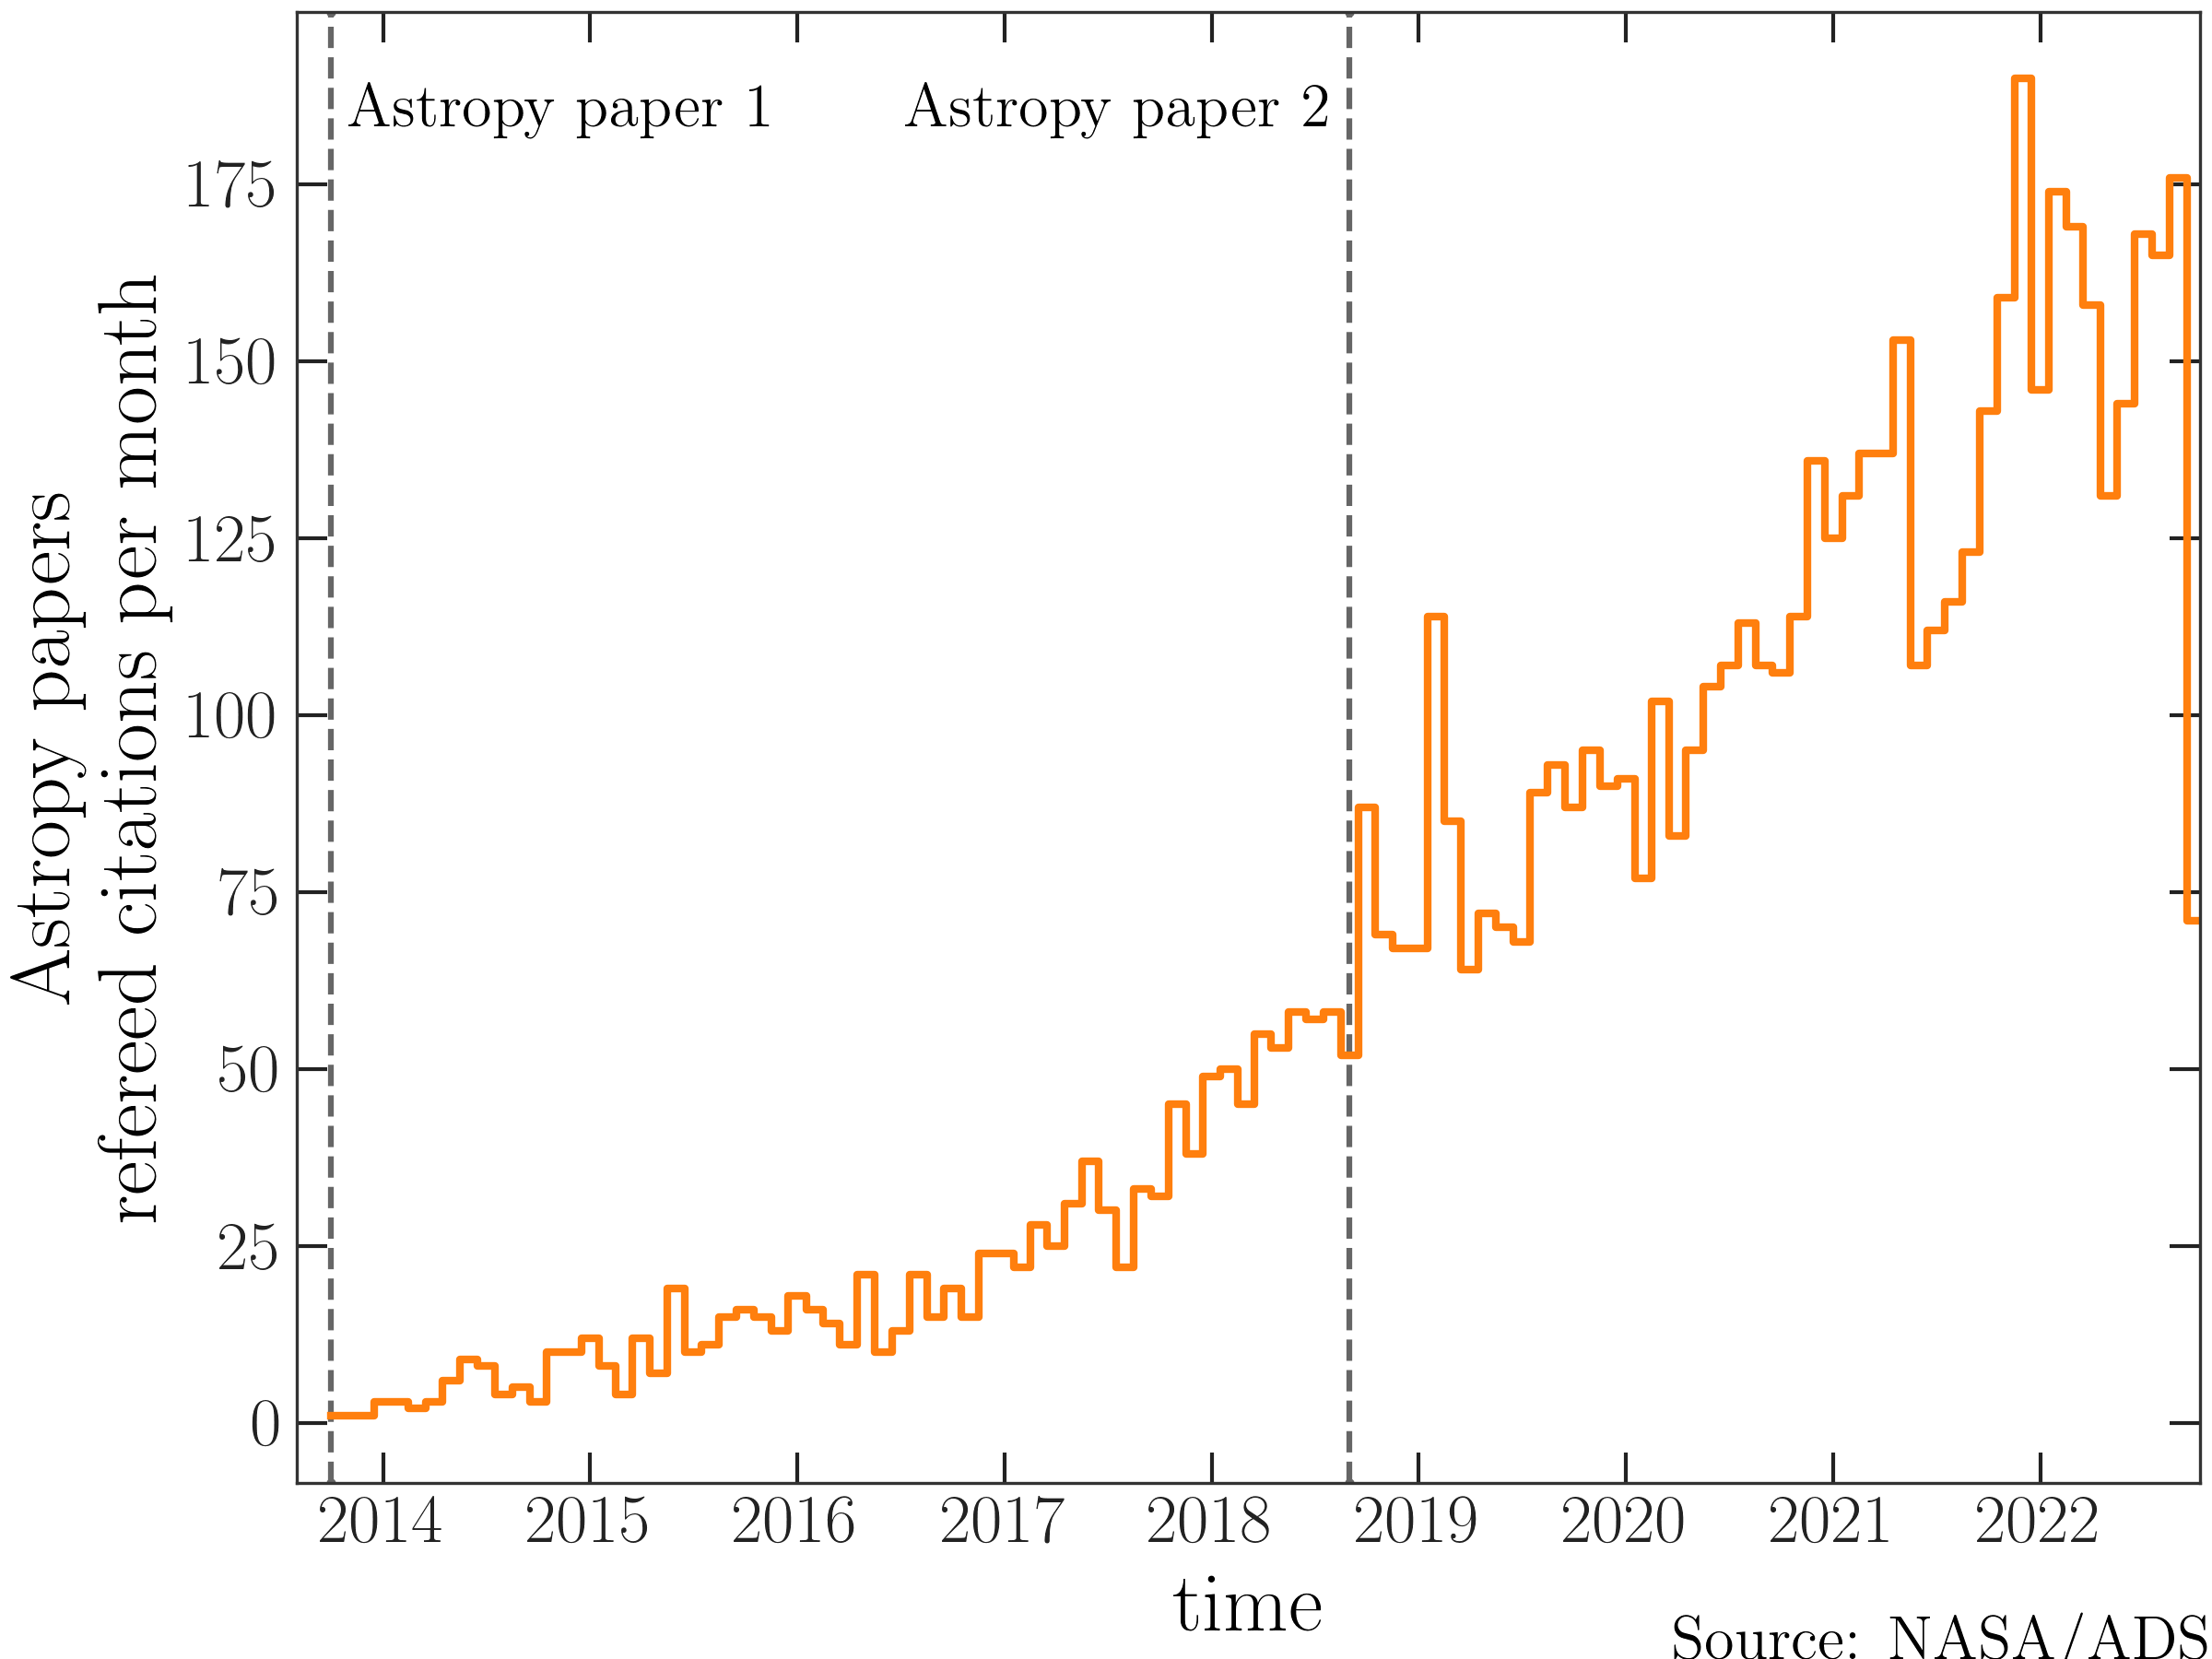 Astropy paper 1
Astropy paper 2
175
150
125
100
75
50
25
0
Astropy papers
refereed citations per month
2014
2015
2016
2017
2018
2019
2020
2021
2022
time
Source: NASA/ADS